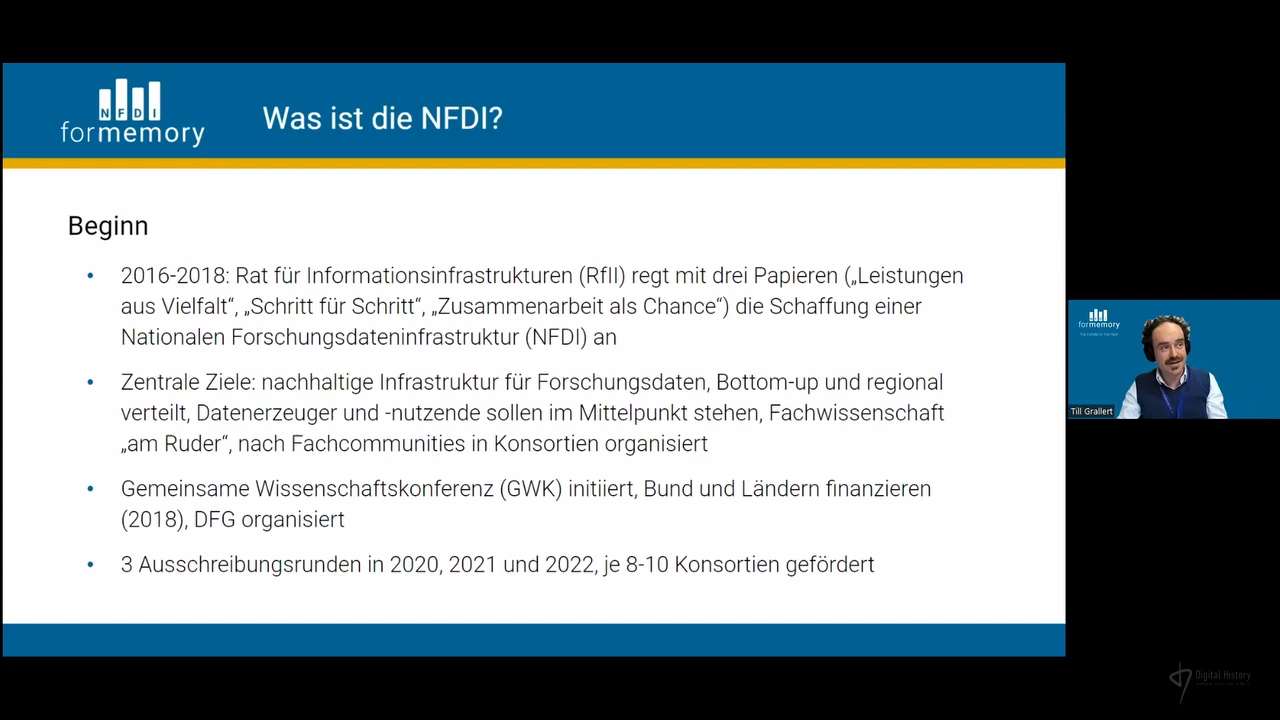 NFDI
formemory
Was ist die NFDI?
Beginn
• 2016-2018: Rat für Informationsinfrastrukturen (RfII) regt mit drei Papieren („Leistungen
aus Vielfalt“, „Schritt für Schritt“, „Zusammenarbeit als Chance“) die Schaffung einer
Nationalen Forschungsdateninfrastruktur (NFDI) an
• Zentrale Ziele: nachhaltige Infrastruktur für Forschungsdaten, Bottom-up und regional
verteilt, Datenerzeuger und -nutzende sollen im Mittelpunkt stehen, Fachwissenschaft
„am Ruder“, nach Fachcommunities in Konsortien organisiert
• Gemeinsame Wissenschaftskonferenz (GWK) initiiert, Bund und Ländern finanzieren
(2018), DFG organisiert
• 3 Ausschreibungsrunden in 2020, 2021 und 2022, je 8-10 Konsortien gefördert
formemory
Till Grallert
Digital History